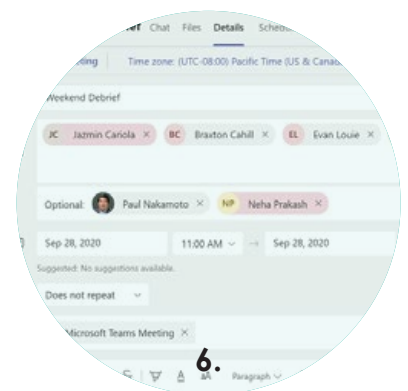 Chat Files Details
Time zone: (UTC-08:00) Pacific Time (US &
Weekend Debrief
JC Jazmin Cariola × BC Braxton Cahill × EL Evan Louie ×
Optional: Paul Nakamoto × NP Neha Prakash ×
Sep 28, 2020 11:00 AM → Sep 28, 2020
Suggested: No suggestions available.
Does not repeat
Microsoft Teams Meeting ×
6.
S A AA Paragraph